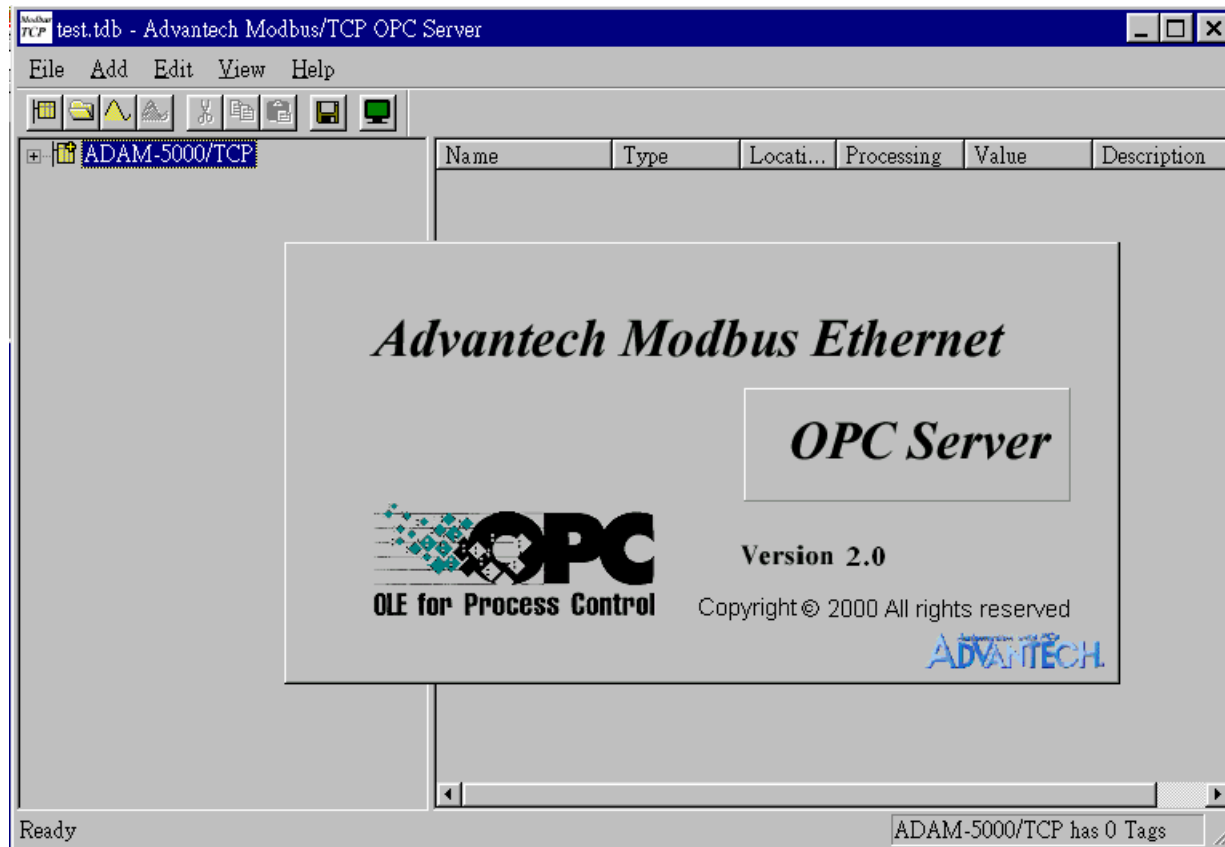 Modbus
TCP
test.tdb - Advantech Modbus/TCP OPC Server
File Add Edit View Help
ADAM-5000/TCP
Name Type Locati... Processing Value Description
Advantech Modbus Ethernet
OPC Server
OPC
OLE for Process Control
Version 2.0
Copyright © 2000 All rights reserved
ADVANTECH.
Ready
ADAM-5000/TCP has 0 Tags